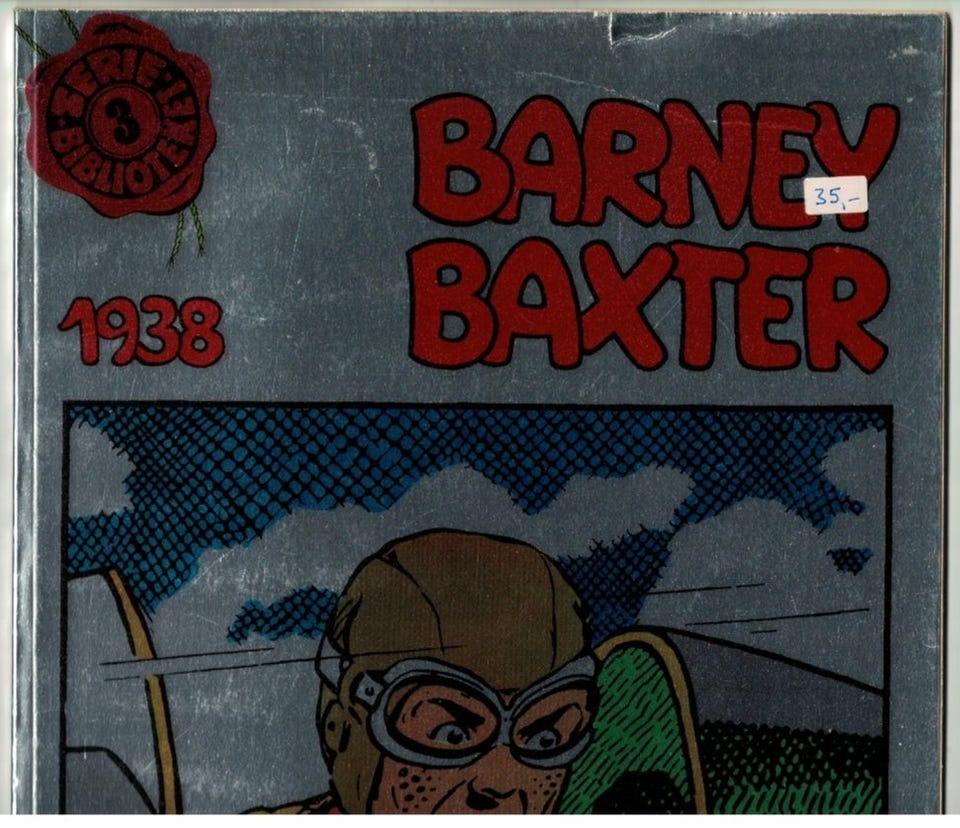 SERIE-
3
BIBLIOTEK
BARNEY
35,-
BAXTER
1938